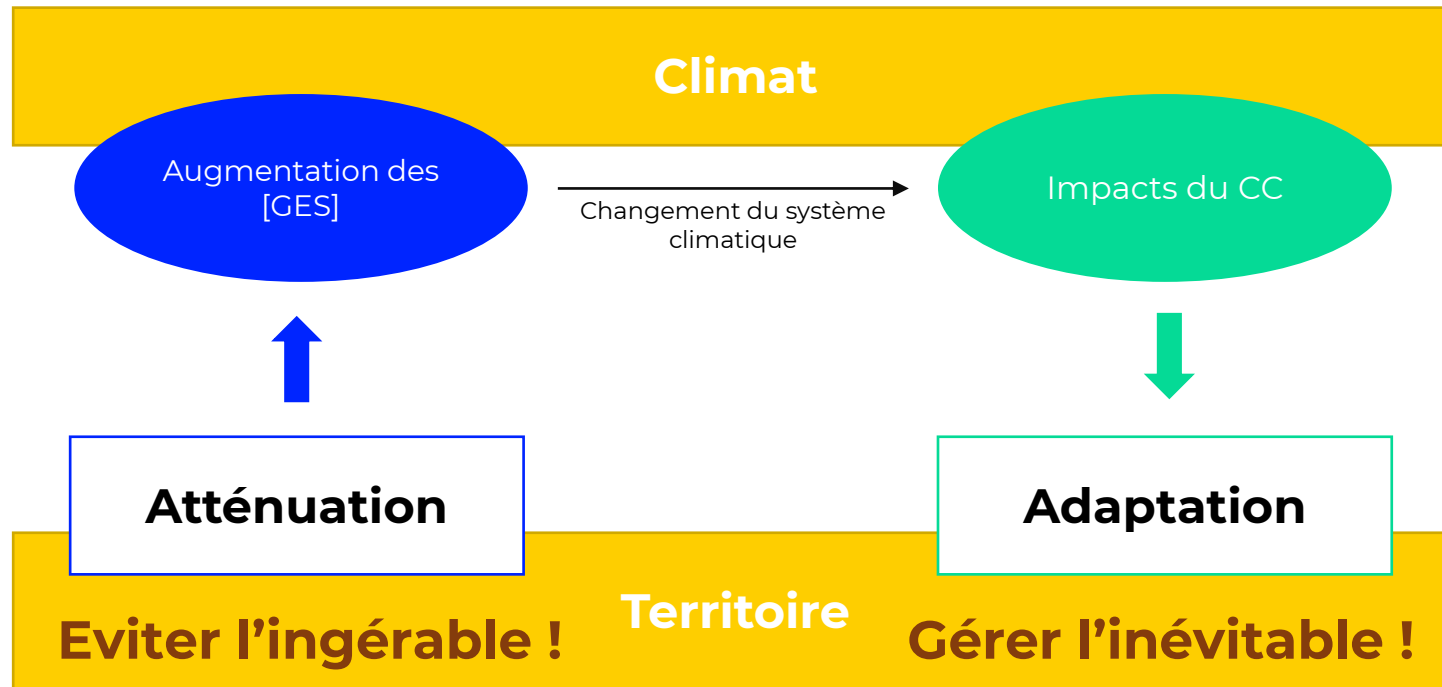 Climat
Augmentation des
[GES]
Changement du système
climatique
Impacts du CC
Atténuation
Adaptation
Territoire
Eviter l’ingérable !
Gérer l’inévitable !